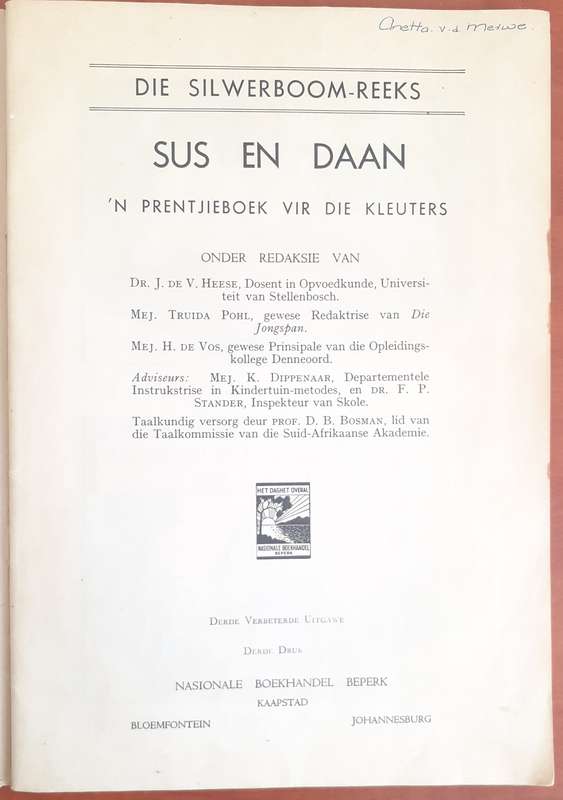 Anetta v.d. Merwe.
DIE SILWERBOOM-REEKS
SUS EN DAAN
'N PRENTJIEBOEK VIR DIE KLEUTERS
ONDER REDAKSIE VAN
DR. J. DE V. HEESE, Dosent in Opvoedkunde, Universi-
teit van Stellenbosch.
MEJ. TRUIDA POHL, gewese Redaktrise van Die
Jongspan.
MEJ. H. DE VOS, gewese Prinsipale van die Opleidings-
kollege Denneoord.
Adviseurs: MEJ. K. DIPPENAAR, Departementele
Instrukstrise in Kindertuin-metodes, en DR. F. P.
STANDER, Inspekteur van Skole.
Taalkundig versorg deur PROF. D. B. BOSMAN, lid van
die Taalkommissie van die Suid-Afrikaanse Akademie.
HET DAGHET OVERAL
NASIONALE BOEKHANDEL
BEPERK
DERDE VERBETERDE UITGAWE
DERDE DRUK
NASIONALE BOEKHANDEL BEPERK
KAAPSTAD
BLOEMFONTEIN JOHANNESBURG